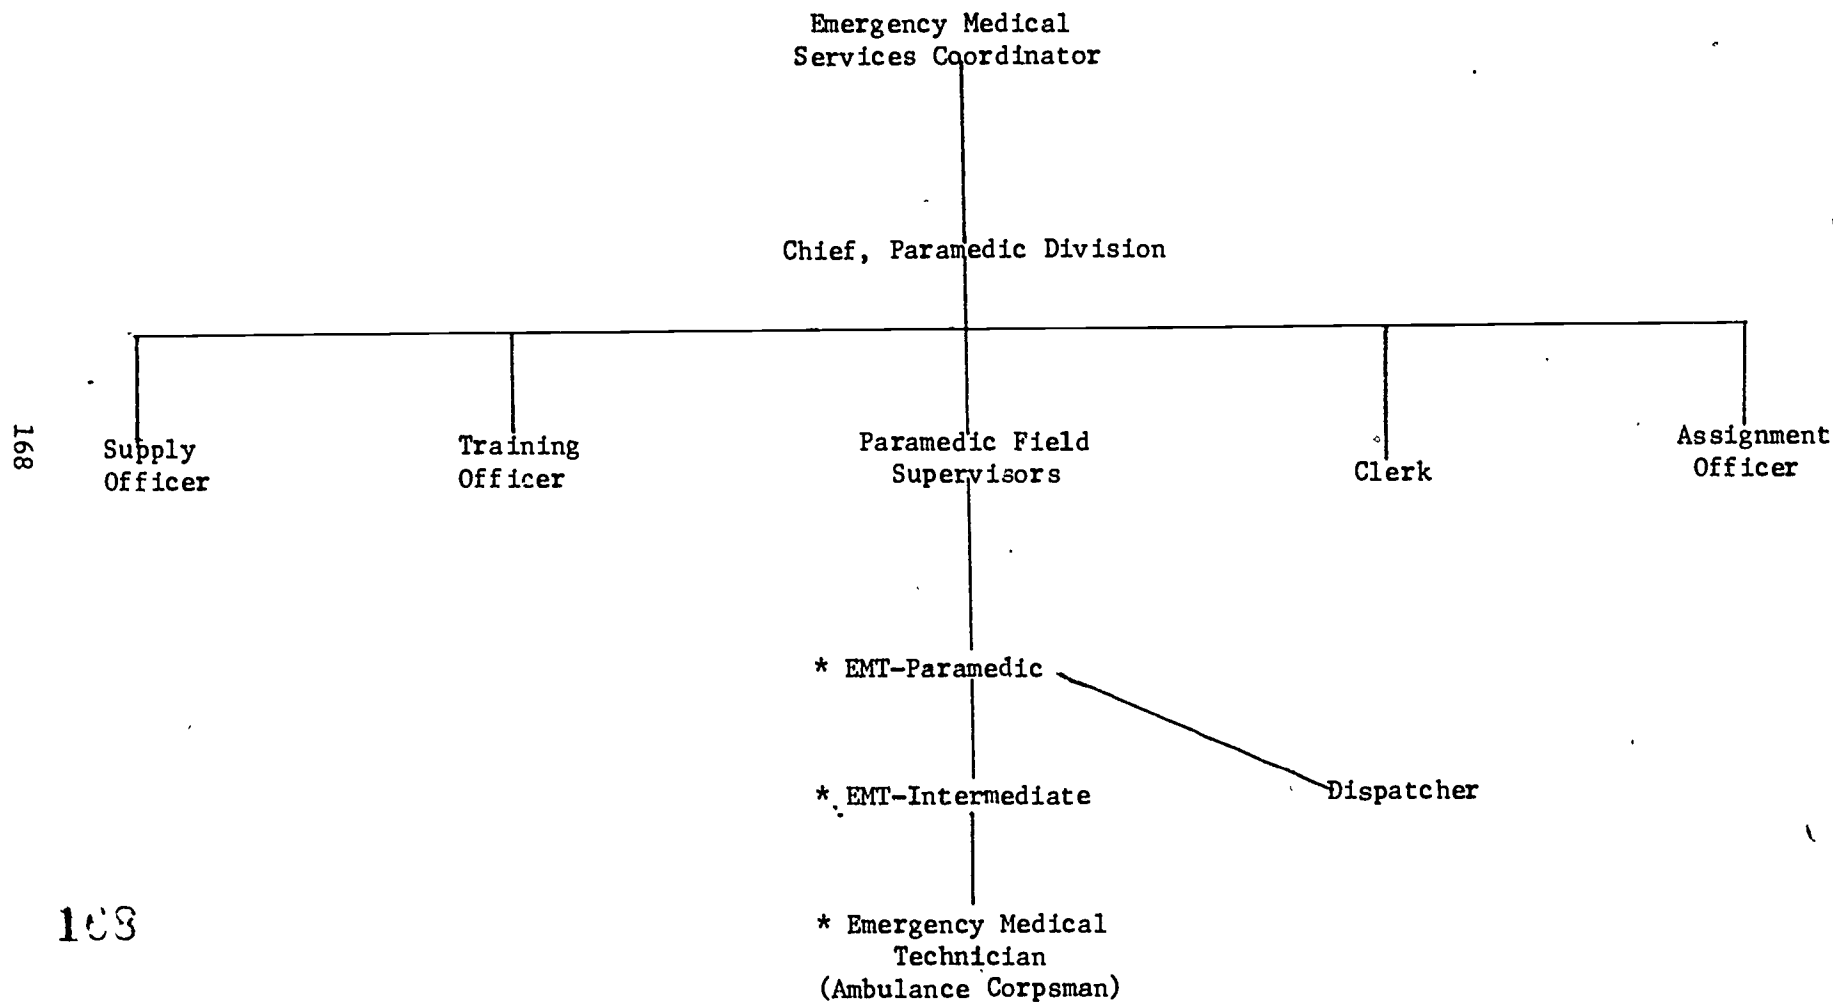 Emergency Medical
Services Coordinator
Chief, Paramedic Division
Supply
Officer
Training
Officer
Paramedic Field
Supervisors
Clerk
Assignment
Officer
168
* EMT-Paramedic
* EMT-Intermediate
Dispatcher
* Emergency Medical
Technician
(Ambulance Corpsman)